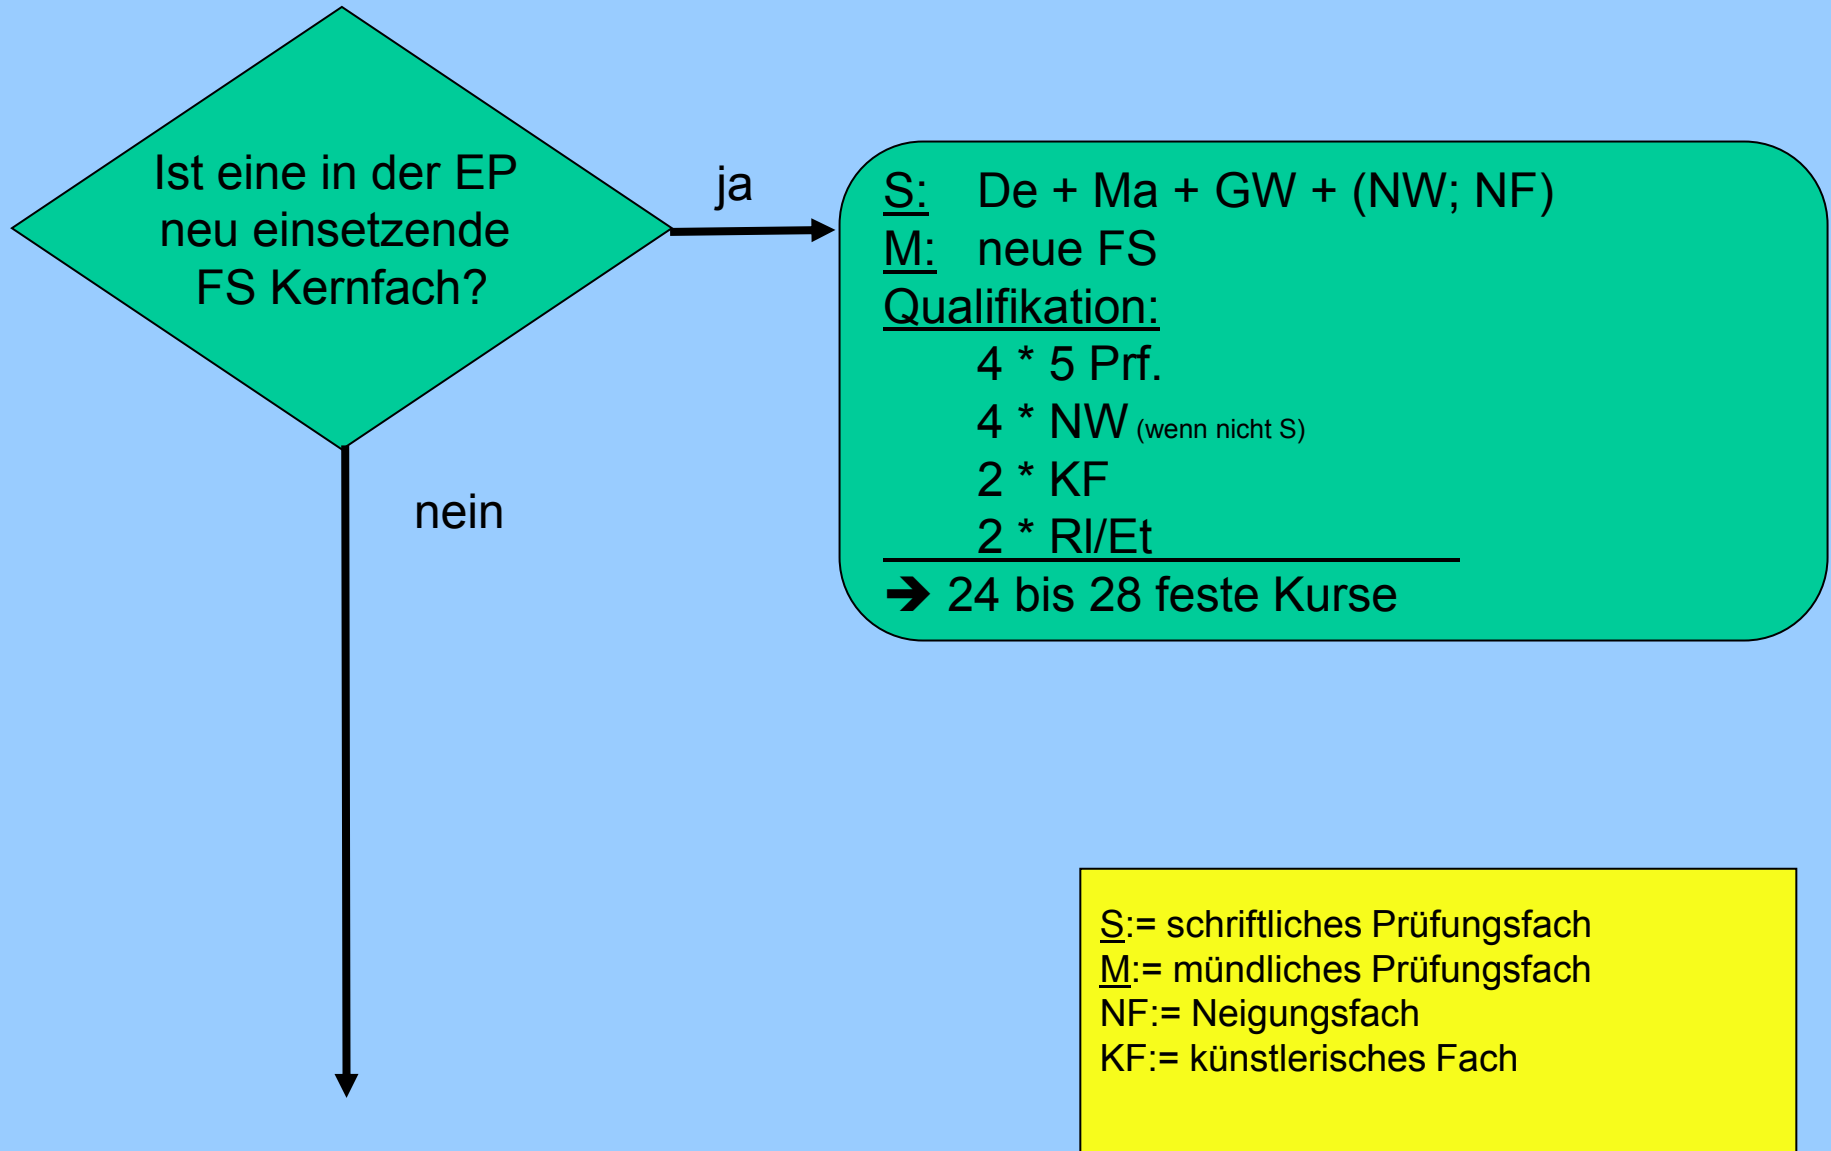 Ist eine in der EP
neu einsetzende
FS Kernfach?
ja
nein
S: De + Ma + GW + (NW; NF)
M: neue FS
Qualifikation:
4 * 5 Prf.
4 * NW (wenn nicht S)
2 * KF
2 * Rl/Et
➔ 24 bis 28 feste Kurse
S:= schriftliches Prüfungsfach
M:= mündliches Prüfungsfach
NF:= Neigungsfach
KF:= künstlerisches Fach